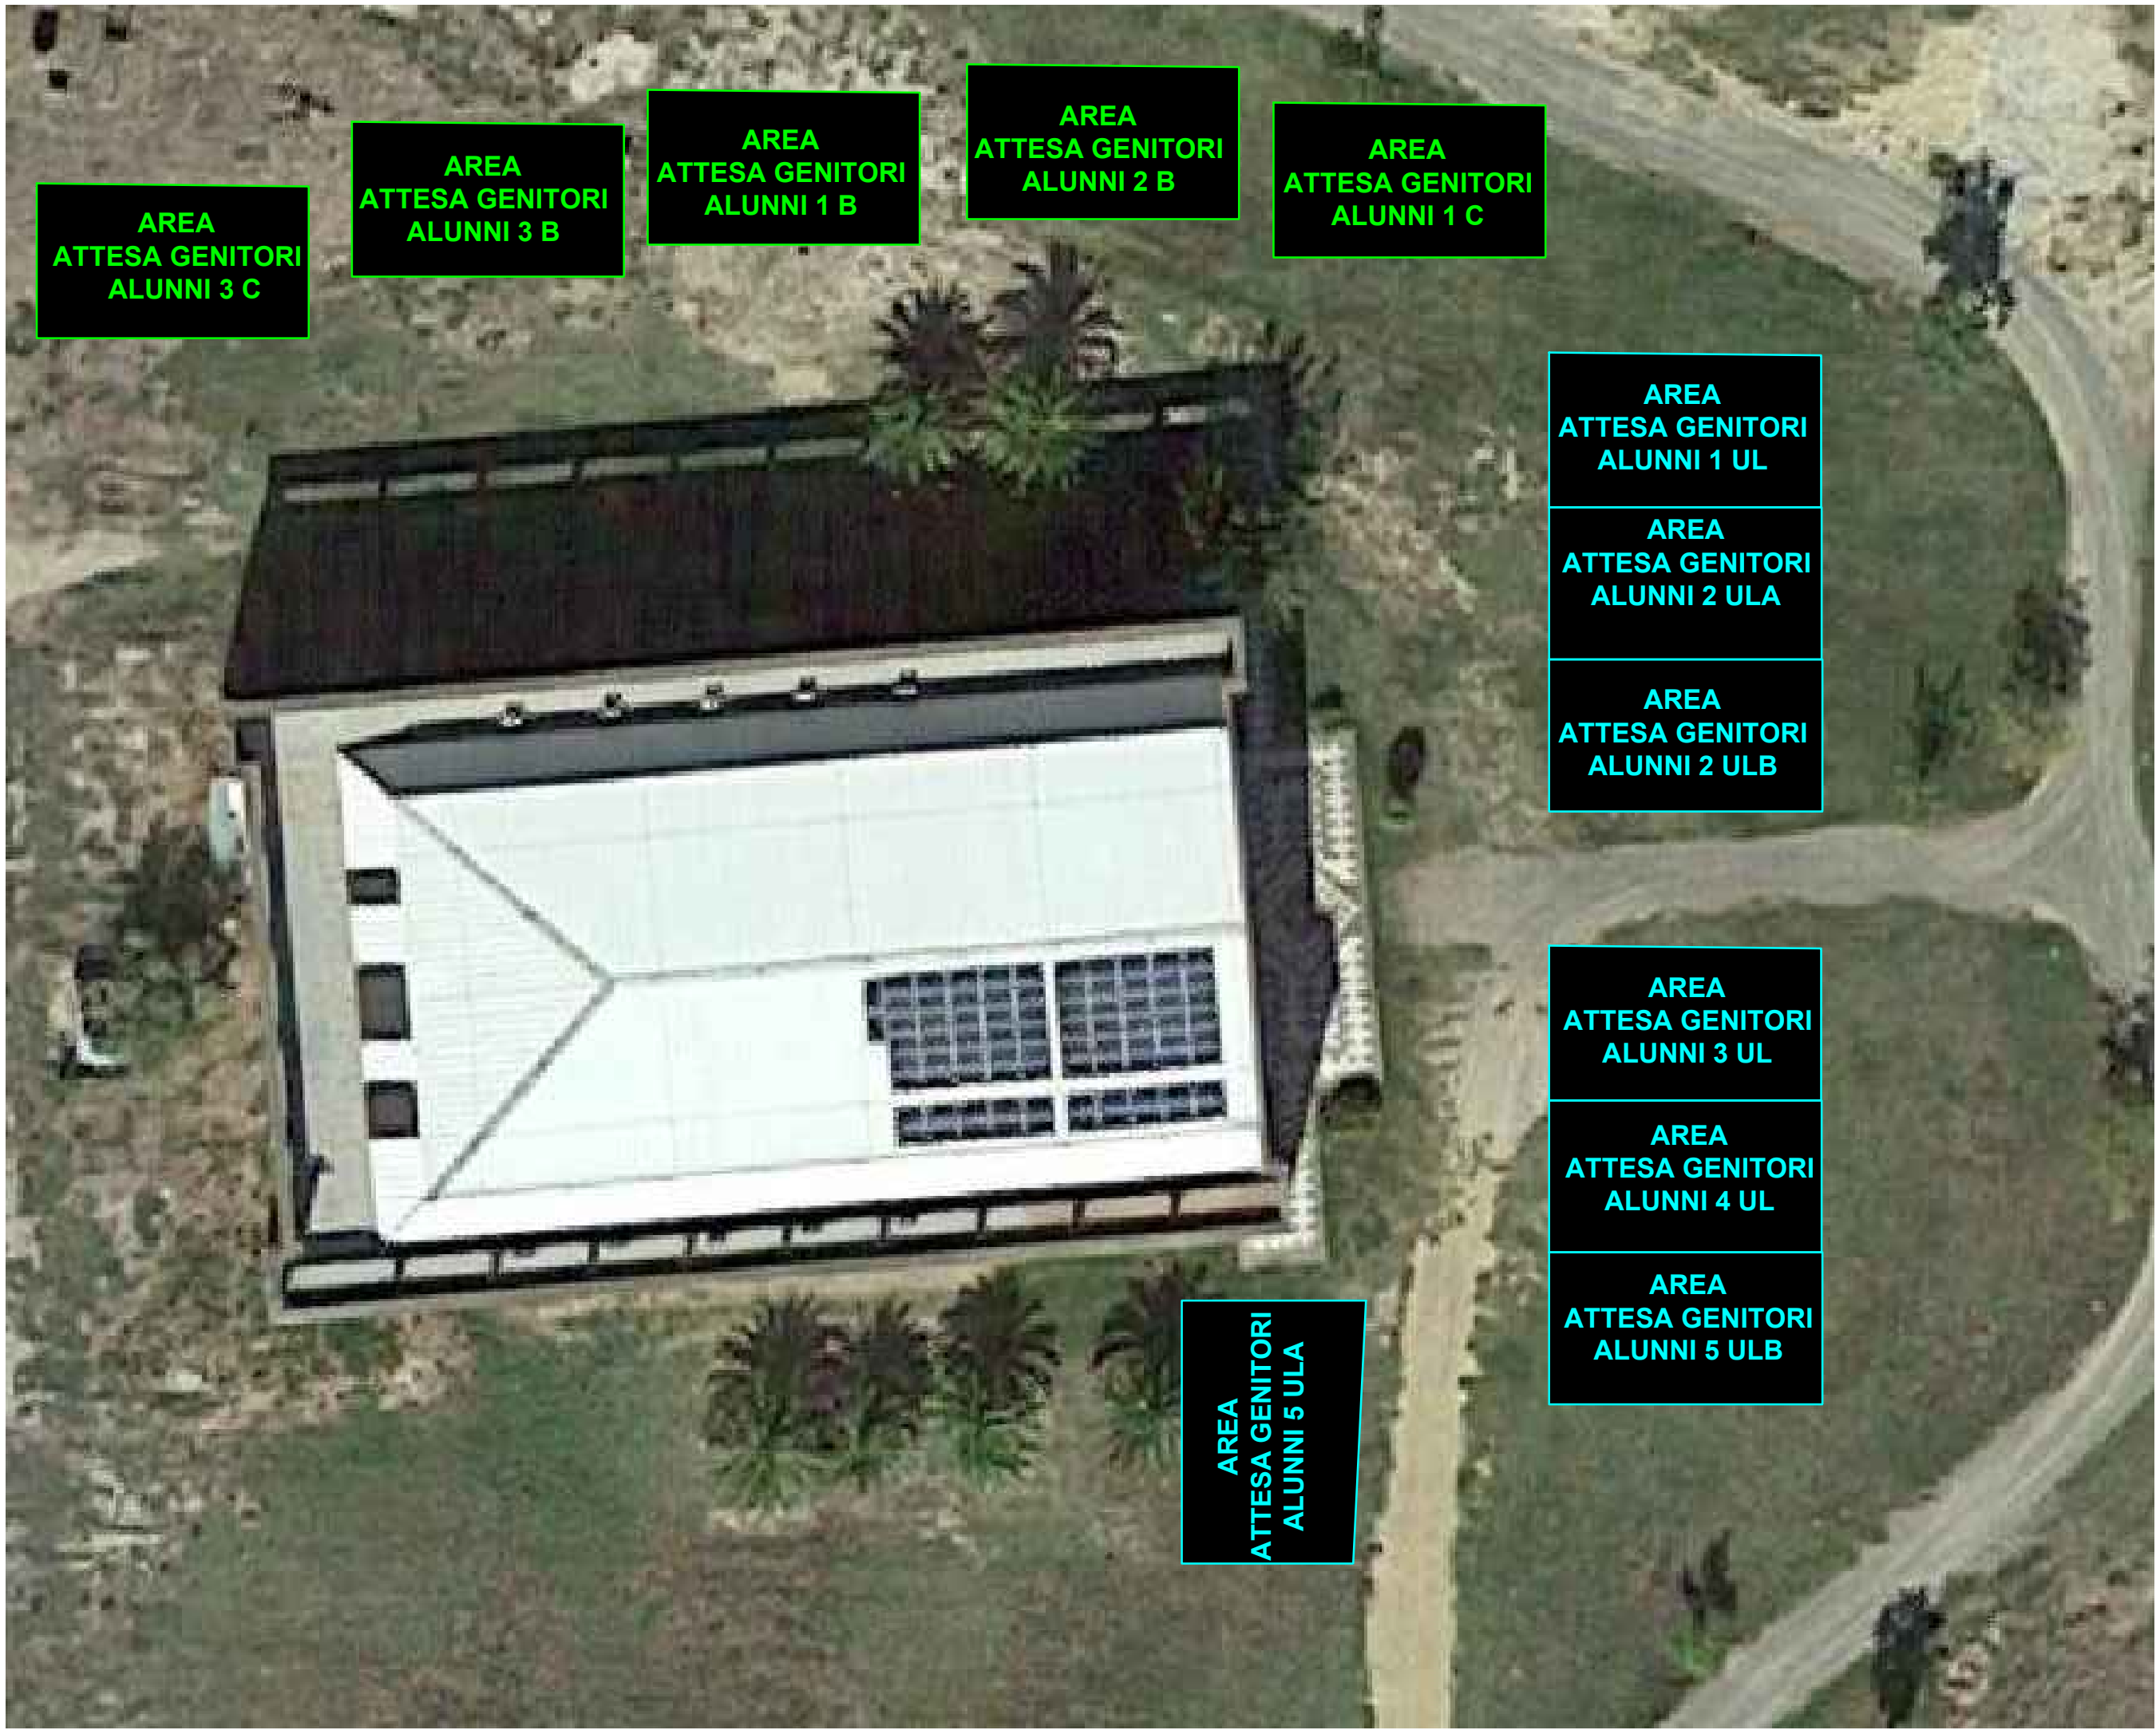 AREA
ATTESA GENITORI
ALUNNI 3 C
AREA
ATTESA GENITORI
ALUNNI 3 B
AREA
ATTESA GENITORI
ALUNNI 1 B
AREA
ATTESA GENITORI
ALUNNI 2 B
AREA
ATTESA GENITORI
ALUNNI 1 C
AREA
ATTESA GENITORI
ALUNNI 1 UL
AREA
ATTESA GENITORI
ALUNNI 2 ULA
AREA
ATTESA GENITORI
ALUNNI 2 ULB
AREA
ATTESA GENITORI
ALUNNI 3 UL
AREA
ATTESA GENITORI
ALUNNI 4 UL
AREA
ATTESA GENITORI
ALUNNI 5 ULB
AREA
ATTESA GENITORI
ALUNNI 5 ULA